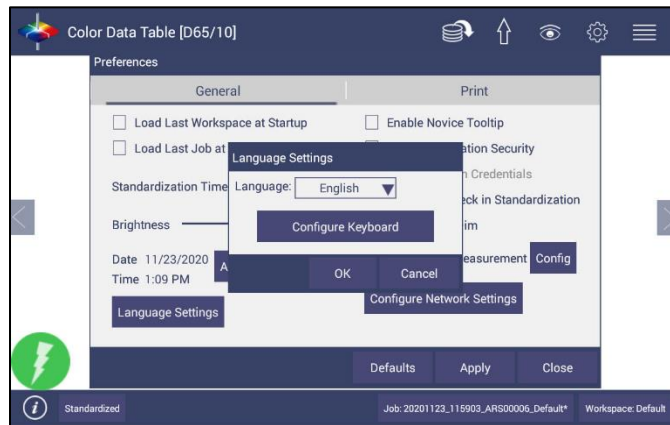 Color Data Table [D65/10]
Preferences
General
Print
Load Last Workspace at Startup
Enable Novice Tooltip
Load Last Job at
ation Security
Language Settings
Credentials
Standardization Time
Language: English
eck in Standardization
Brightness
Configure Keyboard
im
Date 11/23/2020
A
easurement
Config
Time 1:09 PM
OK
Cancel
Language Settings
Configure Network Settings
Defaults
Apply
Close
Standardized
Job: 20201123_115903_ARS00006_Default*
Workspace: Default